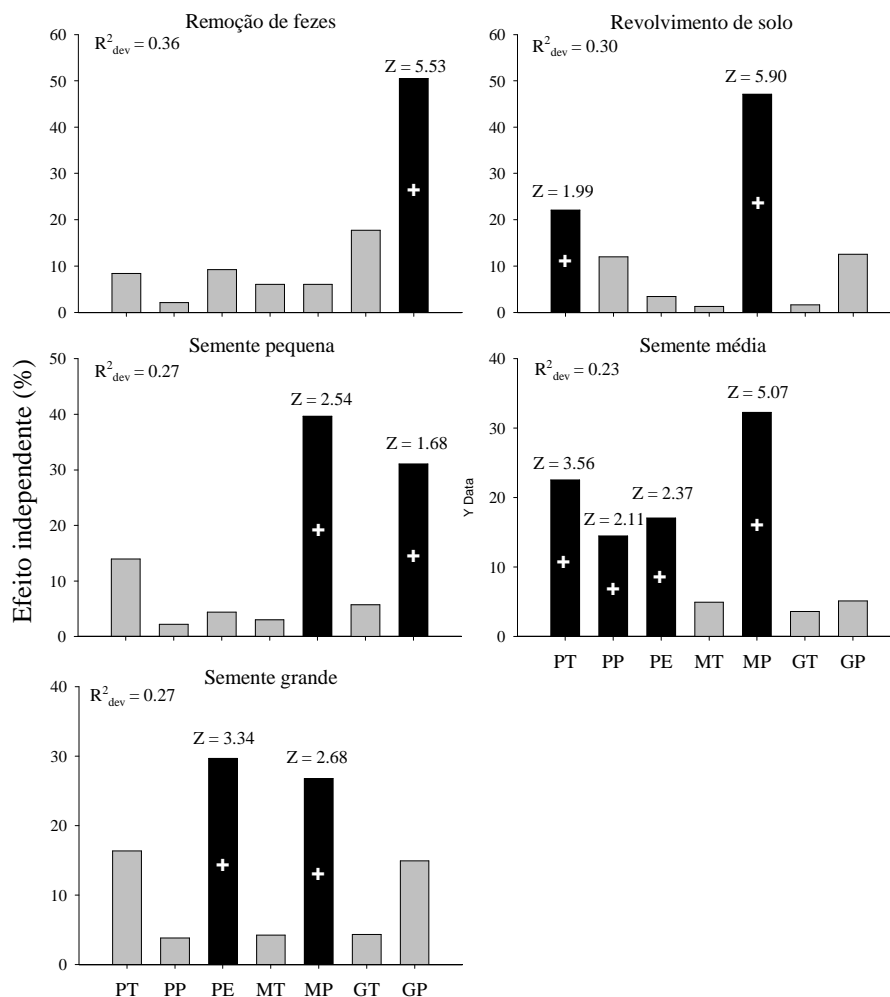 Remoção de fezes
R²dev = 0.36
Z = 5.53
60
50
40
30
20
10
0
Revolvimento de solo
R²dev = 0.30
Z = 5.90
Z = 1.99
60
50
40
30
20
10
0
Efeito independente (%)
Semente pequena
R²dev = 0.27
Z = 2.54
Z = 1.68
50
40
30
20
10
0
Semente média
R²dev = 0.23
Z = 5.07
Z = 3.56
Z = 2.37
Z = 2.11
Y Data
40
30
20
10
0
PT PP PE MT MP GT GP
Semente grande
R²dev = 0.27
Z = 3.34
Z = 2.68
40
30
20
10
0
PT PP PE MT MP GT GP